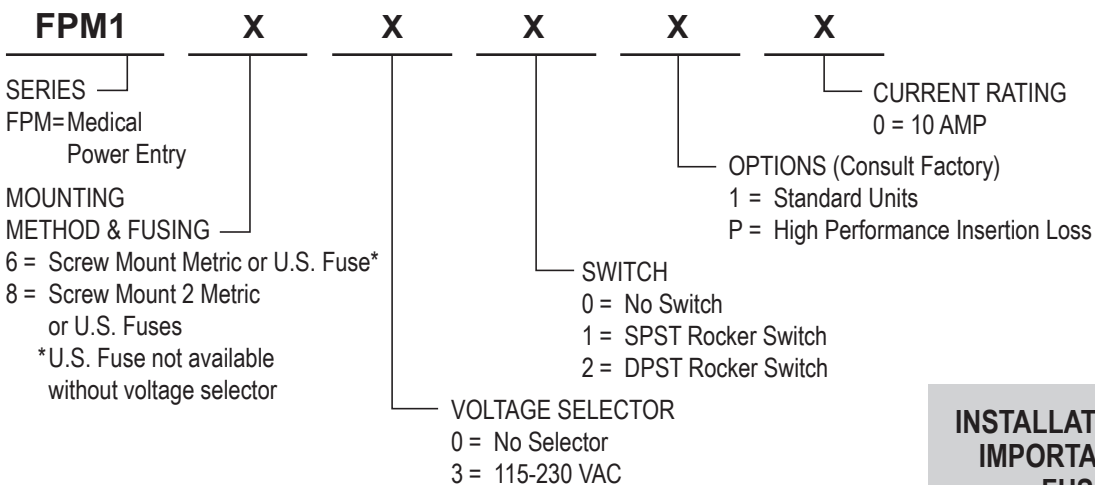 FPM1 X X X X X
SERIES
FPM=Medical
Power Entry
MOUNTING
METHOD & FUSING
6 = Screw Mount Metric or U.S. Fuse*
8 = Screw Mount 2 Metric
or U.S. Fuses
*U.S. Fuse not available
without voltage selector
VOLTAGE SELECTOR
0 = No Selector
3 = 115-230 VAC
SWITCH
0 = No Switch
1 = SPST Rocker Switch
2 = DPST Rocker Switch
OPTIONS (Consult Factory)
1 = Standard Units
P = High Performance Insertion Loss
CURRENT RATING
0 = 10 AMP